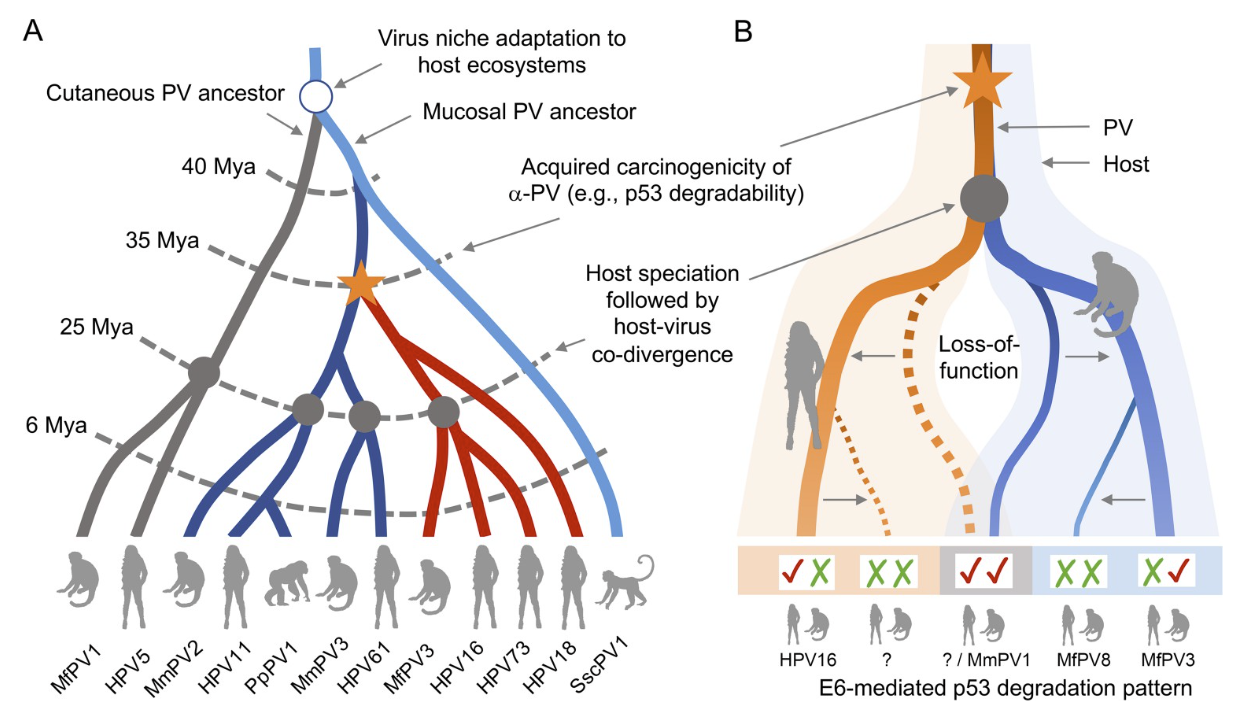 A
Virus niche adaptation to
host ecosystems
Cutaneous PV ancestor
Mucosal PV ancestor
40 Mya
Acquired carcinogenicity of
α-PV (e.g., p53 degradability)
35 Mya
Host speciation
followed by
host-virus
co-divergence
25 Mya
6 Mya
MfPV1
HPV5
MmPV2
HPV11
PpPV1
MmPV3
HPV61
MfPV3
HPV16
HPV73
HPV18
SscPV1
B
PV
Host
Loss-of-
function
HPV16
?
? / MmPV1
MfPV8
MfPV3
E6-mediated p53 degradation pattern